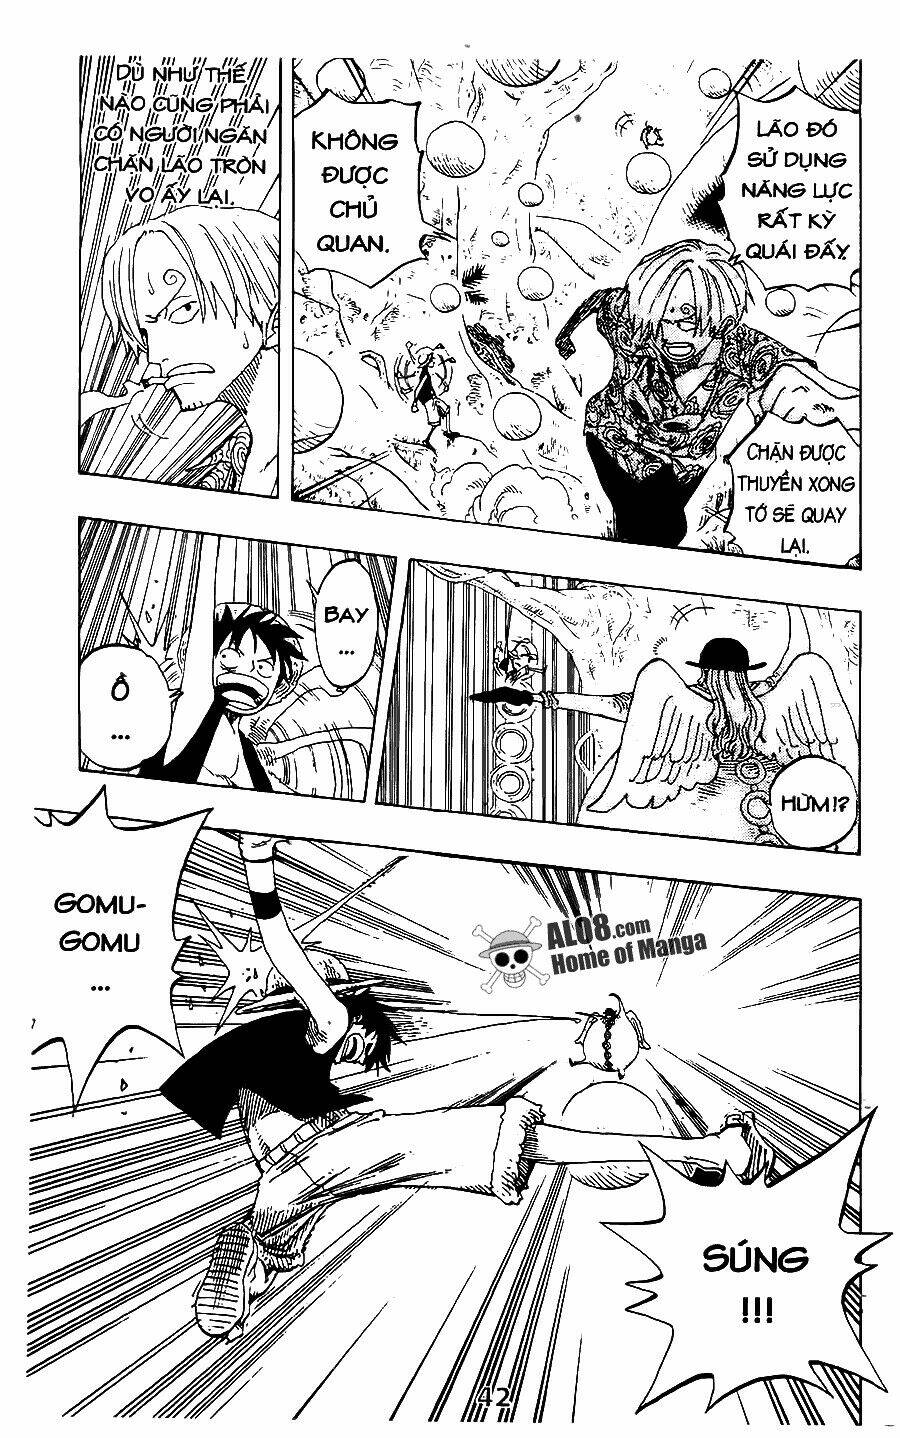 LÃO ĐÓ
SỬ DỤNG
NĂNG LỰC
RẤT KỲ
QUÁI ĐẤY.
KHÔNG
ĐƯỢC
CHỦ
QUAN.
CHẶN ĐƯỢC
THUYỀN XONG
TỚ SẼ QUAY
LẠI.
DÙ NHƯ THẾ
NÀO CŨNG PHẢI
CÓ NGƯỜI NGĂN
CHẶN LÃO TRÒN
VO ẤY LẠI.
HỪM!?
BAY
...
Ồ
...
GOMU-
GOMU
...
ALO8.com
Home of Manga
SÚNG
!!!
42